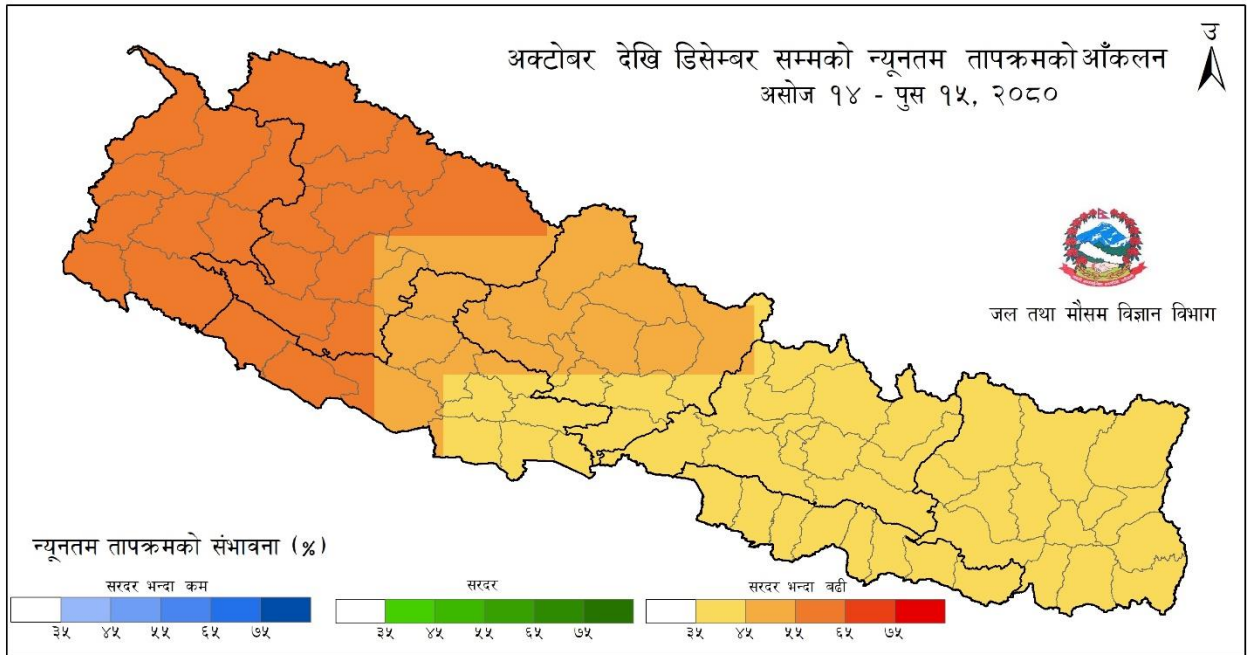 अक्टोबर देखि डिसेम्बर सम्मको न्यूनतम तापक्रमको आँकलन
असोज १४ - पुस १५, २०८०
उ
जल तथा मौसम विज्ञान विभाग
न्यूनतम तापक्रमको संभावना (%)
सरदर भन्दा कम
सरदर
सरदर भन्दा बढी
३५ ४५ ५५ ६५ ७५
३५ ४५ ५५ ६५ ७५
३५ ४५ ५५ ६५ ७५